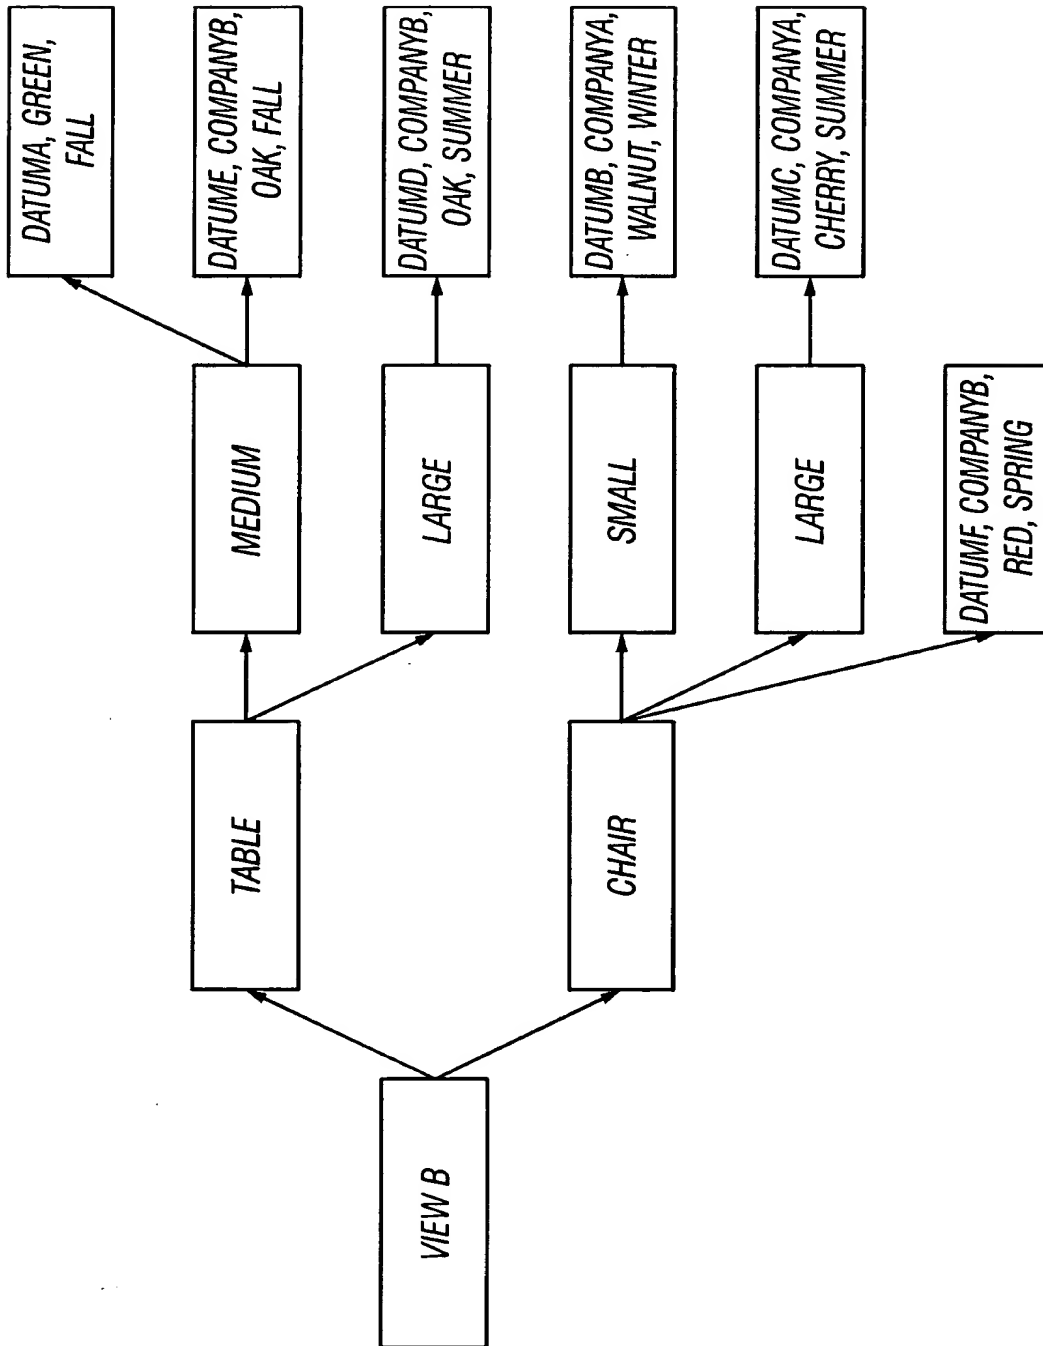 VIEW B
TABLE
CHAIR
MEDIUM
LARGE
SMALL
LARGE
DATUMF, COMPANYB,
RED, SPRING
DATUMA, GREEN,
FALL
DATUME, COMPANYB,
OAK, FALL
DATUMD, COMPANYB,
OAK, SUMMER
DATUMB, COMPANYA,
WALNUT, WINTER
DATUMC, COMPANYA,
CHERRY, SUMMER